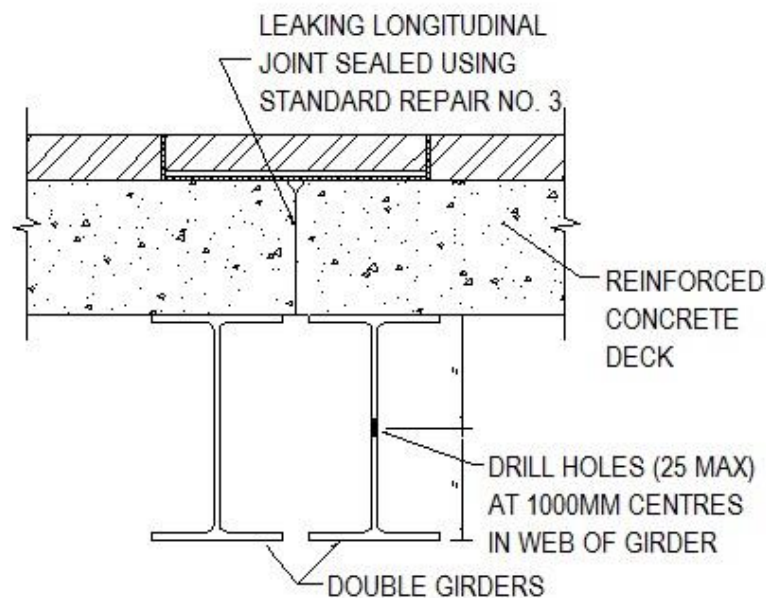 LEAKING LONGITUDINAL
JOINT SEALED USING
STANDARD REPAIR NO. 3
REINFORCED
CONCRETE
DECK
DRILL HOLES (25 MAX)
AT 1000MM CENTRES
IN WEB OF GIRDER
DOUBLE GIRDERS